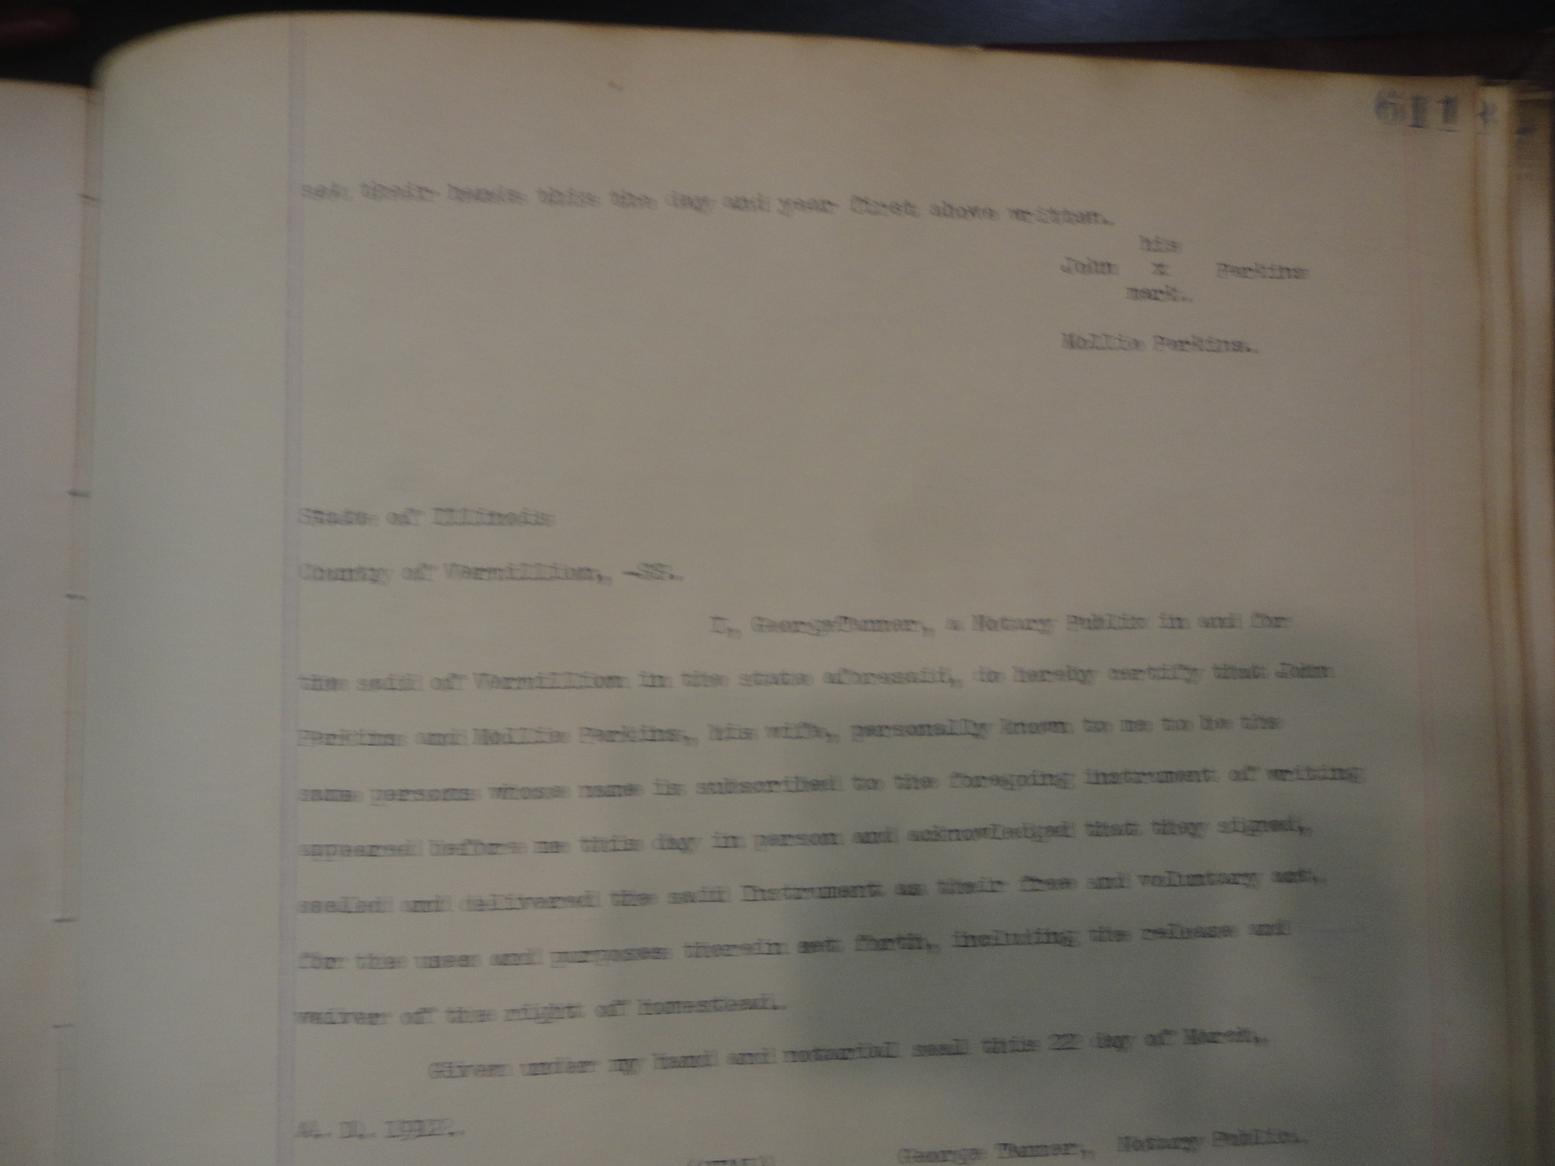 611
set their hands this the day and year first above written.
his
John x Perkins
mark.
Mollie Perkins.
State of Illinois
County of Vermillion, -SS.
I, George Tanner, a Notary Public in and for
the said of Vermillion in the state aforesaid, do hereby certify that John
Perkins and Mollie Perkins, his wife, personally known to me to be the
same persons whose name is subscribed to the foregoing instrument of writing
appeared before me this day in person and acknowledged that they signed,
sealed and delivered the said Instrument as their free and voluntary act,
for the uses and purposes therein set forth, including the release and
waiver of the right of homestead.
Given under my hand and notarial seal this 22 day of March,
A. D. 1912.
George Tanner, Notary Public.